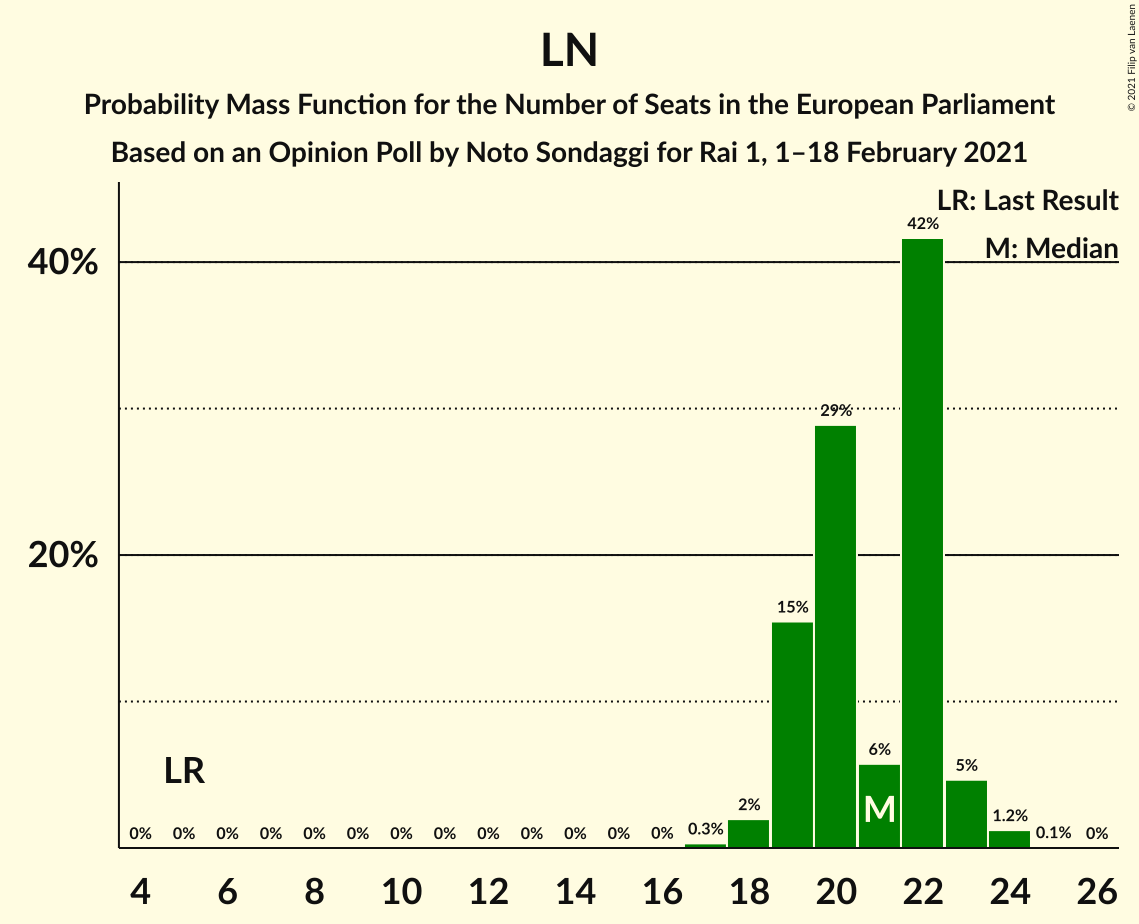 LN
Probability Mass Function for the Number of Seats in the European Parliament
Based on an Opinion Poll by Noto Sondaggi for Rai 1, 1–18 February 2021
© 2021 Filip van Laenen
LR: Last Result
M: Median
40%
20%
42%
29%
15%
6%
5%
2%
1.2%
0.3%
0.1%
LR
M
0% 0% 0% 0% 0% 0% 0% 0% 0% 0% 0% 0% 0% 0%
4 6 8 10 12 14 16 18 20 22 24 26